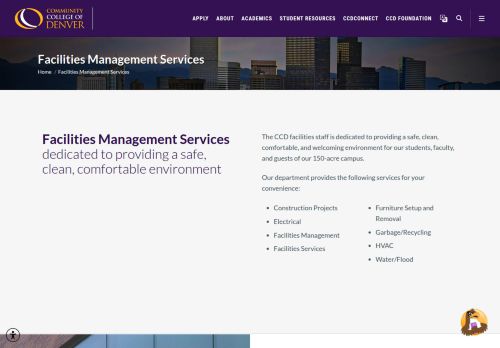 COMMUNITY
COLLEGE OF
DENVER
APPLY ABOUT ACADEMICS STUDENT RESOURCES CCDCONNECT CCD FOUNDATION
Facilities Management Services
Home / Facilities Management Services
Facilities Management Services
dedicated to providing a safe,
clean, comfortable environment
The CCD facilities staff is dedicated to providing a safe, clean,
comfortable, and welcoming environment for our students, faculty,
and guests of our 150-acre campus.
Our department provides the following services for your
convenience:
• Construction Projects
• Electrical
• Facilities Management
• Facilities Services
• Furniture Setup and
Removal
• Garbage/Recycling
• HVAC
• Water/Flood